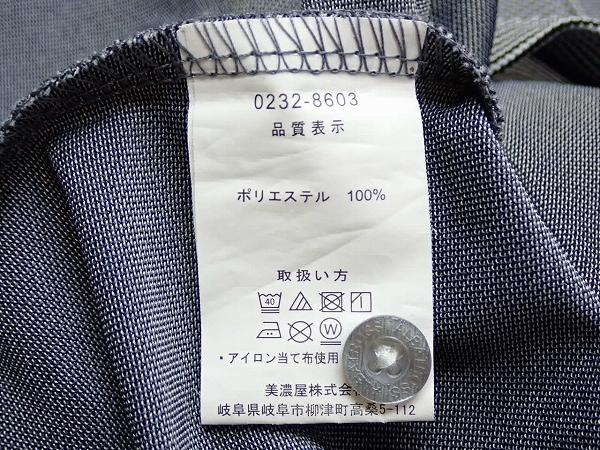 0232-8603
品質表示
ポリエステル 100%
取扱い方
40
W
・アイロン当て布使用
美濃屋株式会
岐阜県岐阜市柳津町高桑5-112